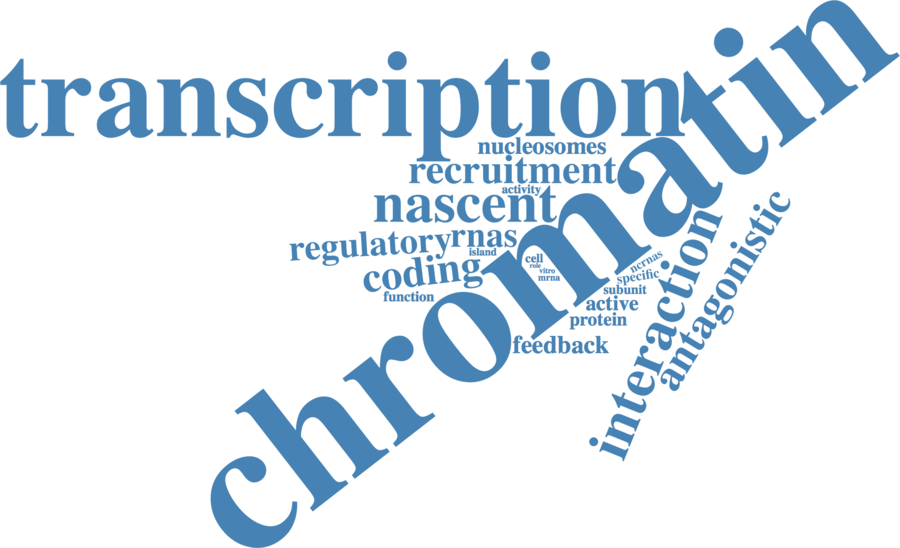 transcription
chromatin
nucleosomes
recruitment
activity
nascent
regulatory
rnas
island
coding
function
cell
role
vitro
mrna
ncrnas
specific
subunit
active
protein
feedback
interaction
antagonistic